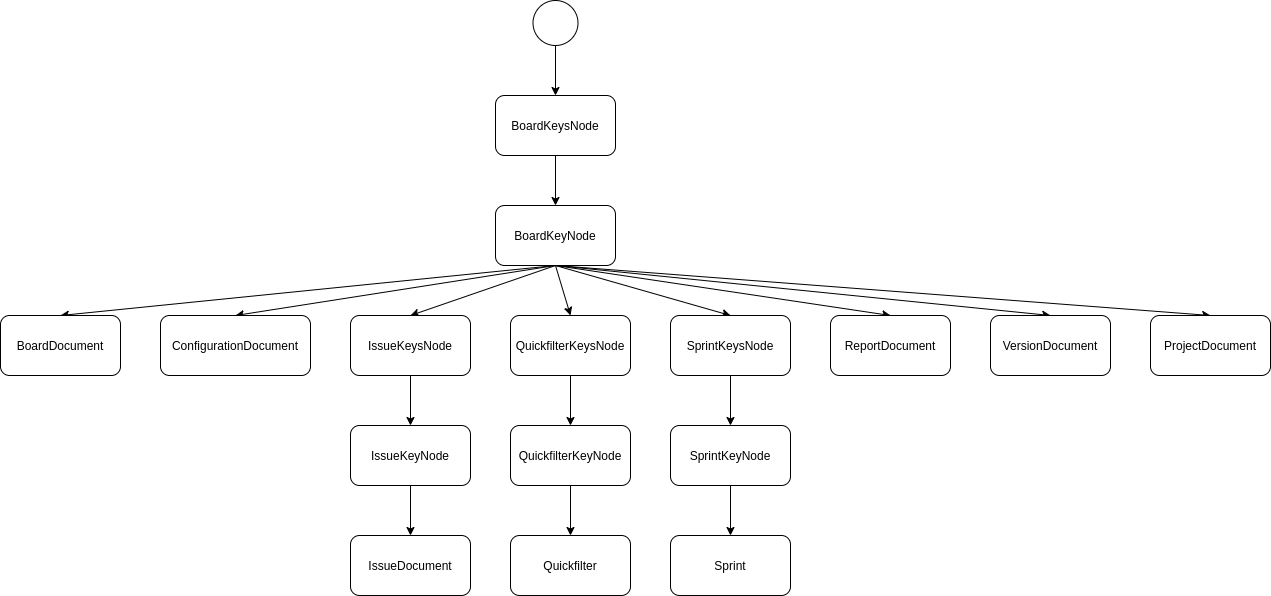 BoardKeysNode
BoardKeyNode
BoardDocument
ConfigurationDocument
IssueKeysNode
QuickfilterKeysNode
SprintKeysNode
ReportDocument
VersionDocument
ProjectDocument
IssueKeyNode
QuickfilterKeyNode
SprintKeyNode
IssueDocument
Quickfilter
Sprint